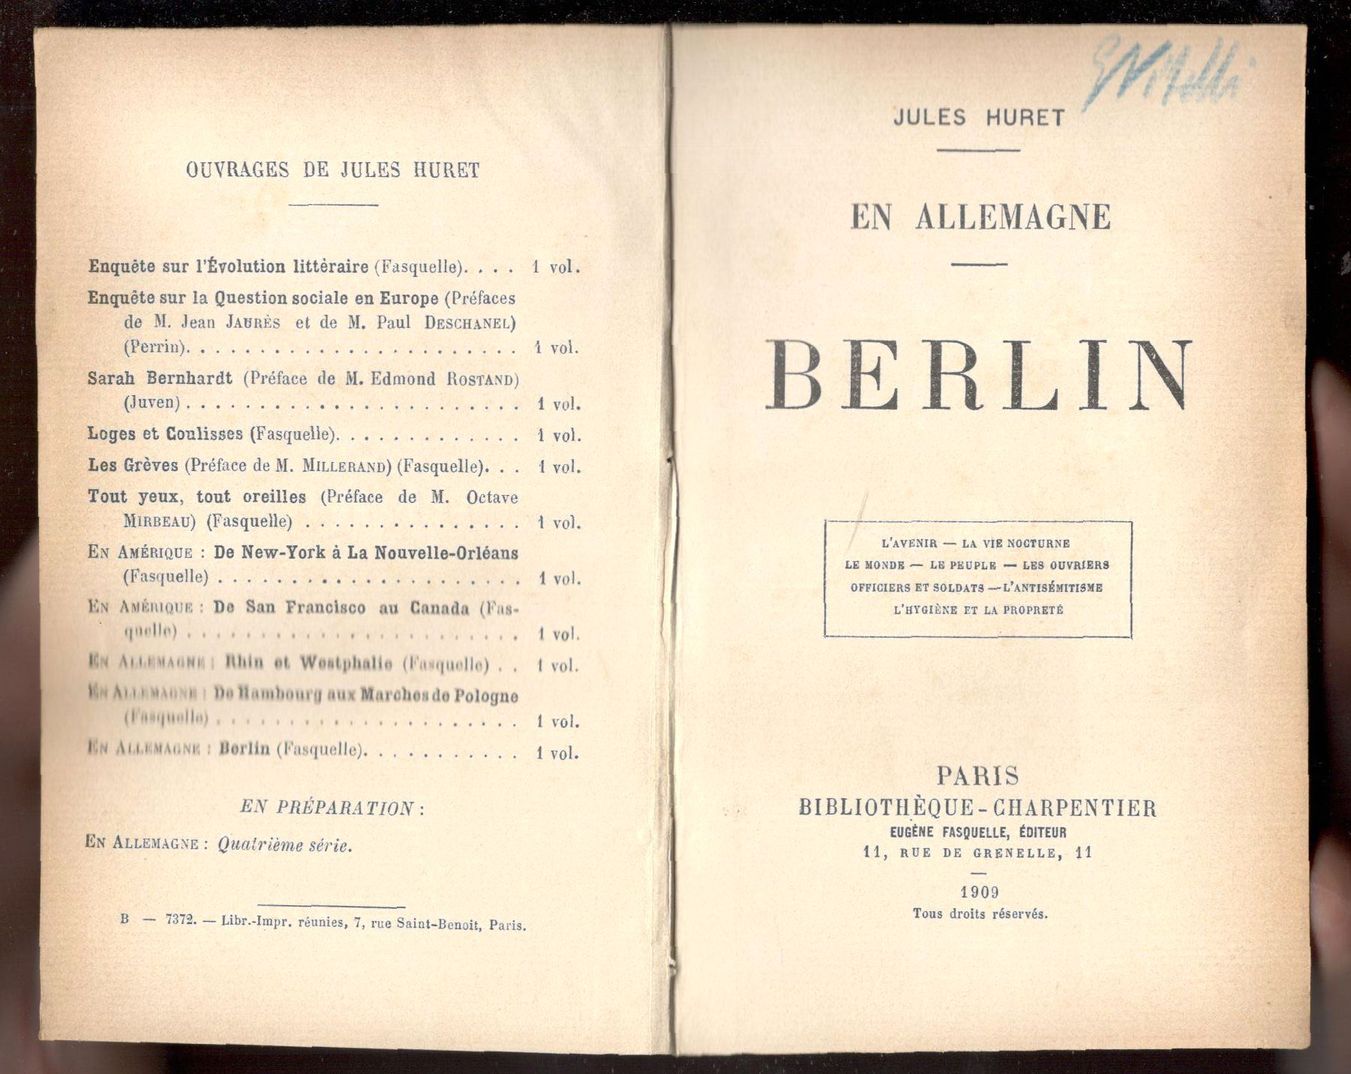 OUVRAGES DE JULES HURET
Enquête sur l'Évolution littéraire (Fasquelle). . . . 1 vol.
Enquête sur la Question sociale en Europe (Préfaces
de M. Jean JAURÈS et de M. Paul DESCHANEL)
(Perrin). . . . . . . . . . . . . . . . . . . . . . . 1 vol.
Sarah Bernhardt (Préface de M. Edmond ROSTAND)
(Juven) . . . . . . . . . . . . . . . . . . . . . . . 1 vol.
Loges et Coulisses (Fasquelle). . . . . . . . . . . . . 1 vol.
Les Grèves (Préface de M. MILLERAND) (Fasquelle). . . 1 vol.
Tout yeux, tout oreilles (Préface de M. Octave
MIRBEAU) (Fasquelle) . . . . . . . . . . . . . . . 1 vol.
EN AMÉRIQUE : De New-York à La Nouvelle-Orléans
(Fasquelle) . . . . . . . . . . . . . . . . . . . . . 1 vol.
EN AMÉRIQUE : De San Francisco au Canada (Fas-
quelle) . . . . . . . . . . . . . . . . . . . . . . . 1 vol.
EN ALLEMAGNE : Rhin et Westphalie (Fasquelle) . . 1 vol.
EN ALLEMAGNE : De Hambourg aux Marches de Pologne
(Fasquelle) . . . . . . . . . . . . . . . . . . . . . 1 vol.
EN ALLEMAGNE : Berlin (Fasquelle). . . . . . . . . . . 1 vol.
EN PRÉPARATION :
EN ALLEMAGNE : Quatrième série.
B — 7372. — Libr.-Impr. réunies, 7, rue Saint-Benoit, Paris.
JULES HURET
EN ALLEMAGNE
BERLIN
L'AVENIR — LA VIE NOCTURNE
LE MONDE — LE PEUPLE — LES OUVRIERS
OFFICIERS ET SOLDATS — L'ANTISÉMITISME
L'HYGIÈNE ET LA PROPRETÉ
PARIS
BIBLIOTHÈQUE-CHARPENTIER
EUGÈNE FASQUELLE, ÉDITEUR
11, RUE DE GRENELLE, 11
1909
Tous droits réservés.